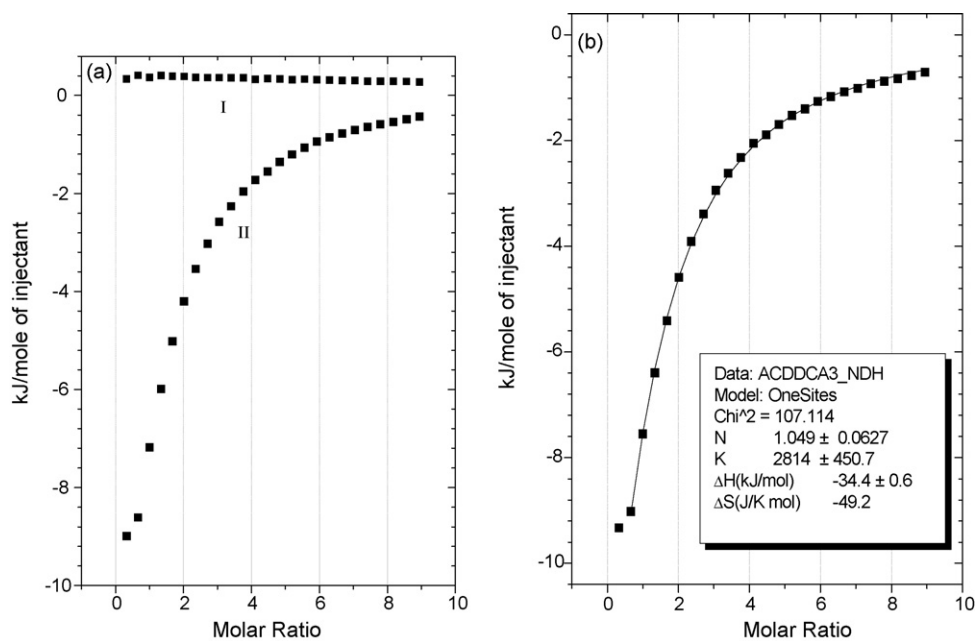 (a)
I
II
kJ/mole of injectant
0
-2
-4
-6
-8
-10
0 2 4 6 8 10
Molar Ratio
(b)
kJ/mole of injectant
0
-2
-4
-6
-8
-10
Data: ACDDCA3_NDH
Model: OneSites
Chi^2 = 107.114
N 1.049 ± 0.0627
K 2814 ± 450.7
ΔH(kJ/mol) -34.4 ± 0.6
ΔS(J/K mol) -49.2
0 2 4 6 8 10
Molar Ratio